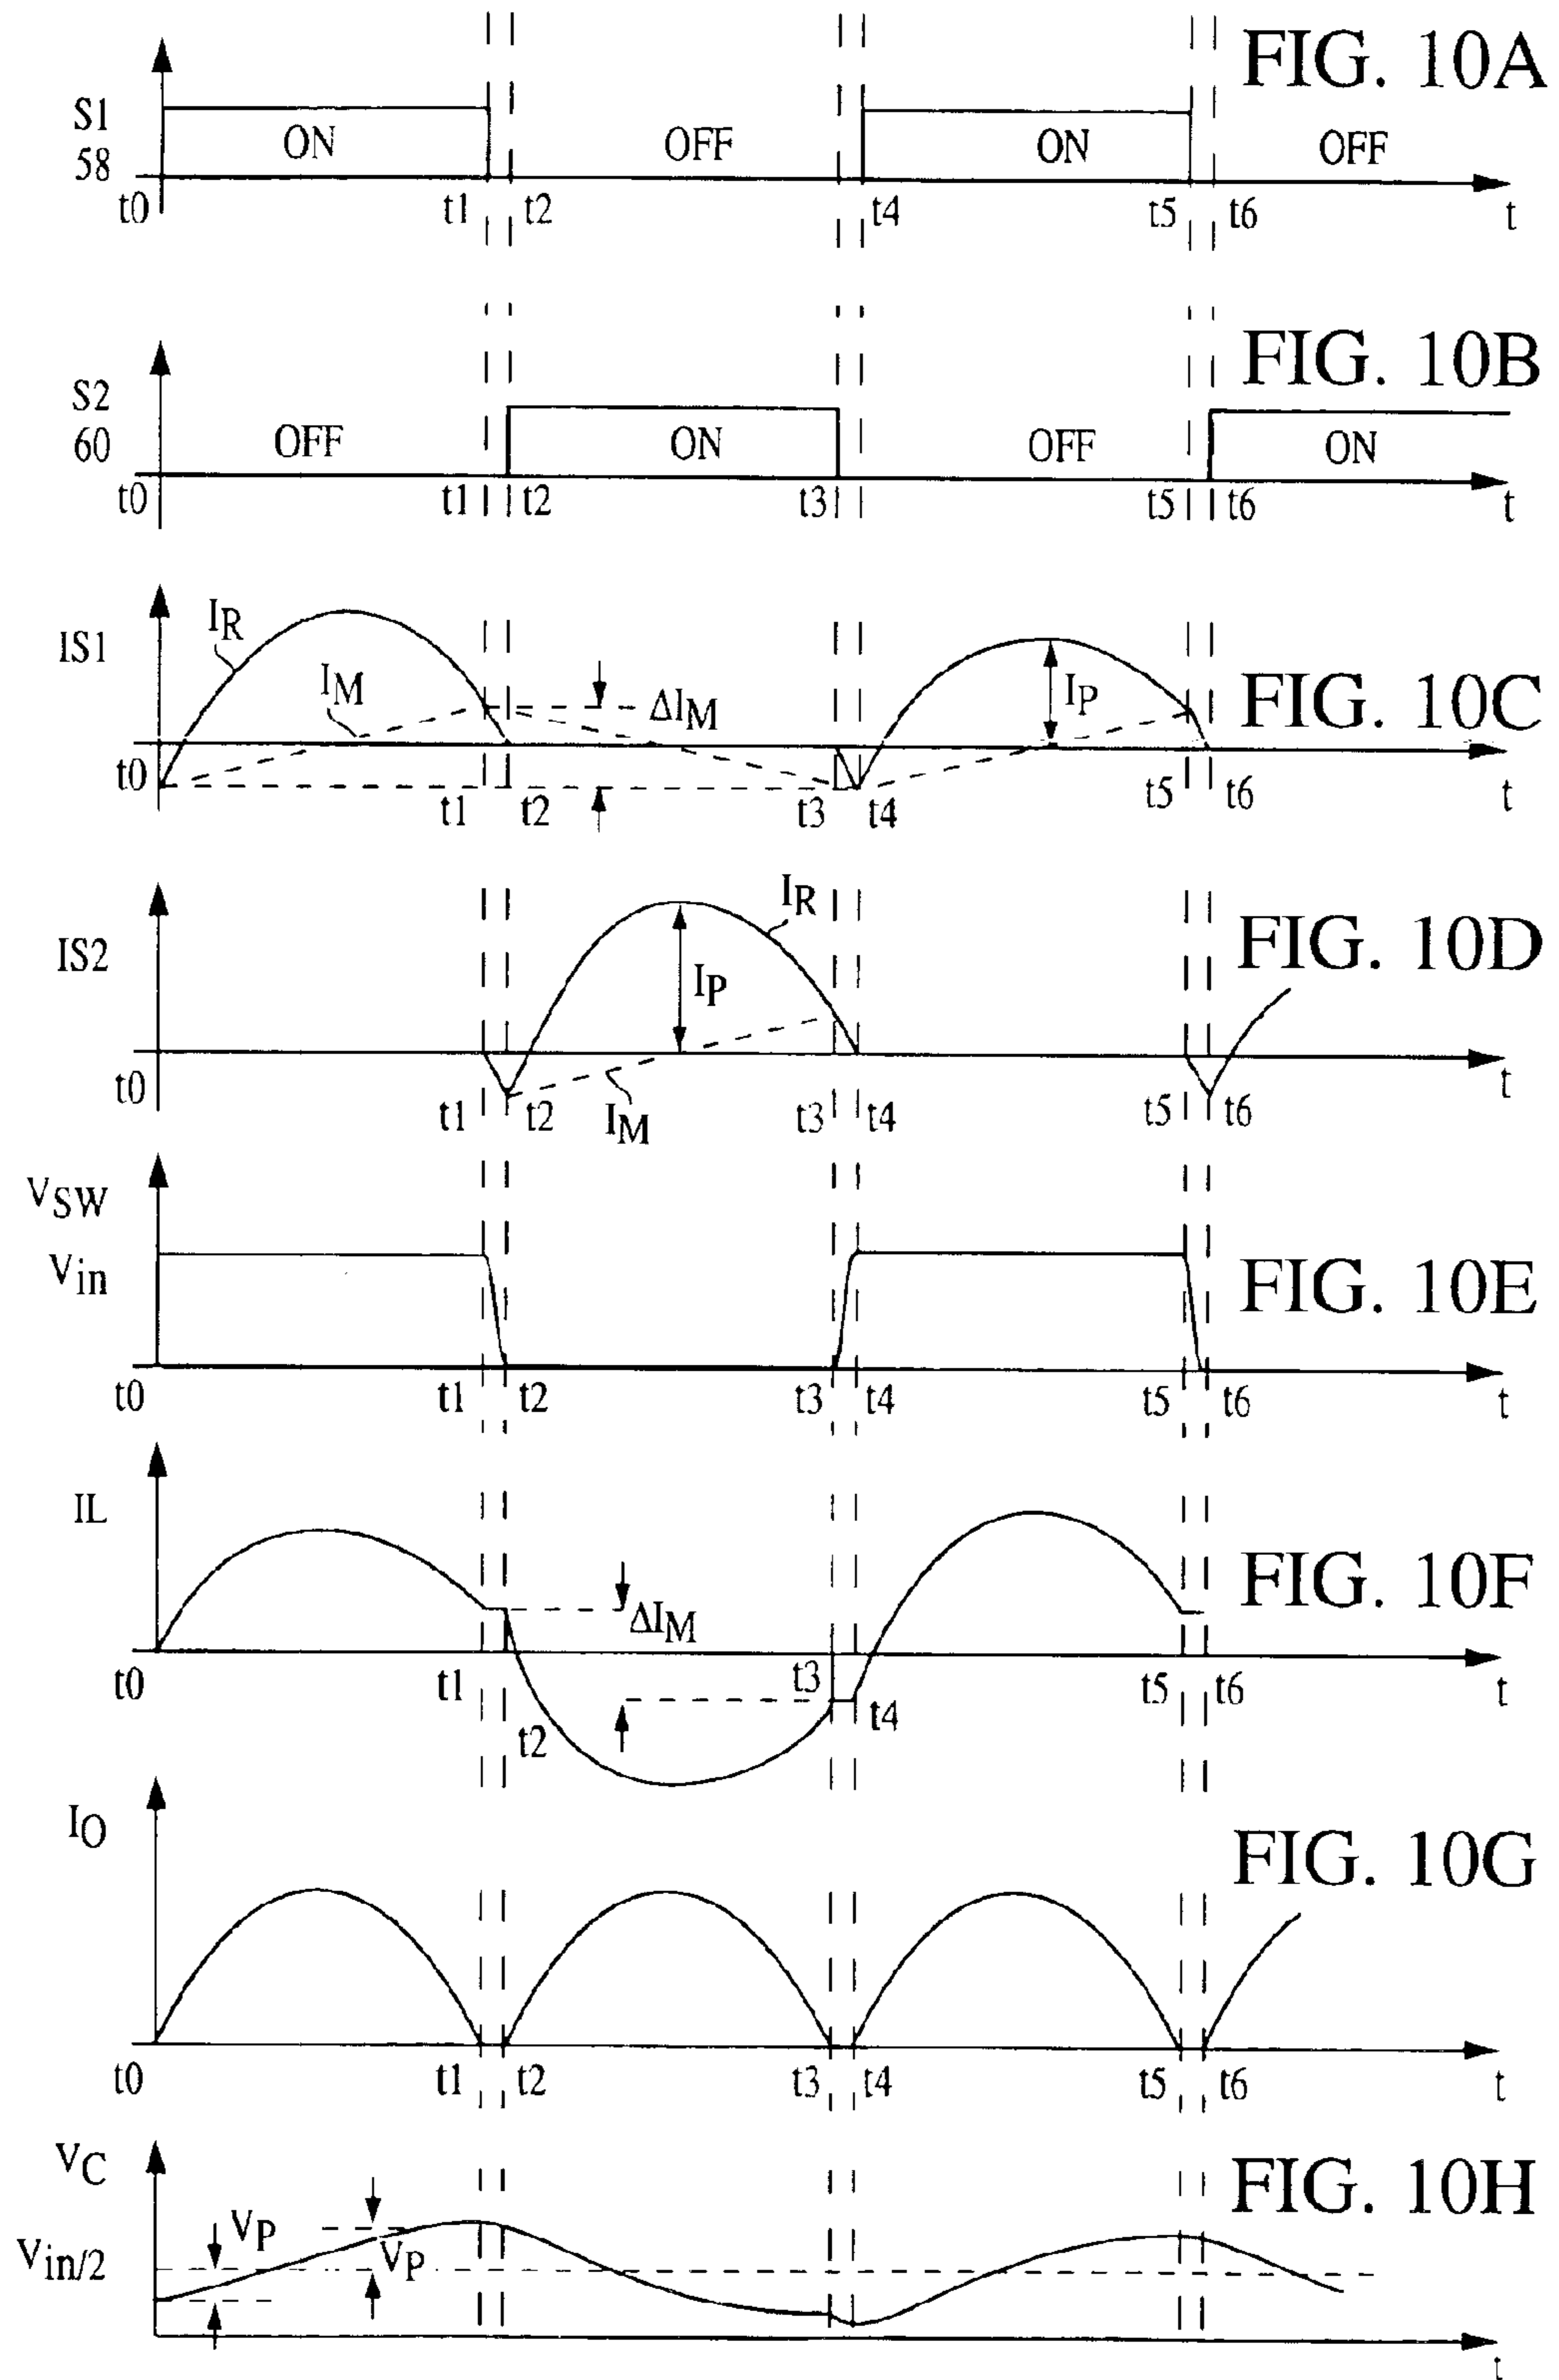 FIG. 10A
S1
58
ON OFF ON OFF
t0 t1 t2 t4 t5 t6 t
FIG. 10B
S2
60
OFF ON OFF ON
t0 t1 t2 t3 t5 t6 t
FIG. 10C
IS1
IR
IM
ΔIM
IP
t0 t1 t2 t3 t4 t5 t6 t
FIG. 10D
IS2
IR
IP
IM
t0 t1 t2 t3 t4 t5 t6 t
FIG. 10E
VSW
Vin
t0 t1 t2 t3 t4 t5 t6 t
FIG. 10F
IL
ΔIM
t0 t1 t2 t3 t4 t5 t6 t
FIG. 10G
IO
t0 t1 t2 t3 t4 t5 t6 t
FIG. 10H
VC
VP
Vin/2
VP
t